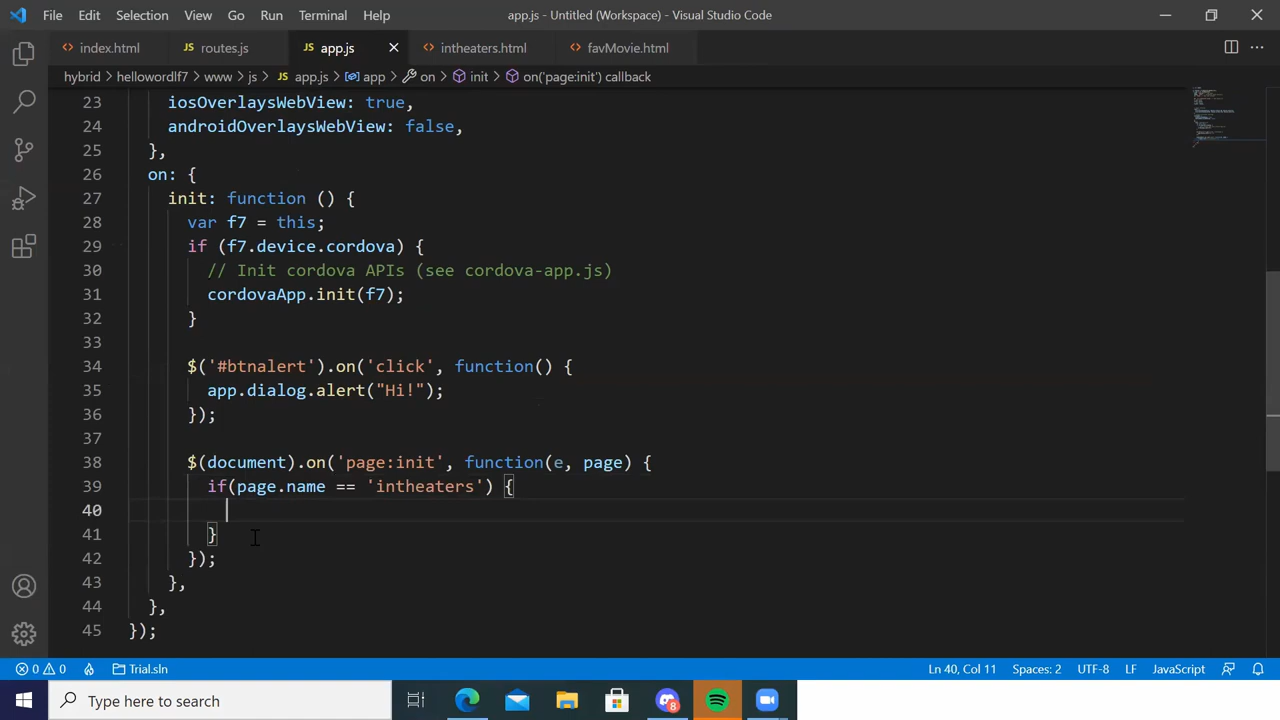 File Edit Selection View Go Run Terminal Help app.js - Untitled (Workspace) - Visual Studio Code
index.html routes.js app.js intheaters.html favMovie.html
hybrid > hellowordlf7 > www > js > app.js > app > on > init > on('page:init') callback
23 iosOverlaysWebView: true,
24 androidOverlaysWebView: false,
25 },
26 on: {
27 init: function () {
28 var f7 = this;
29 if (f7.device.cordova) {
30 // Init cordova APIs (see cordova-app.js)
31 cordovaApp.init(f7);
32 }
33
34 $('#btnalert').on('click', function() {
35 app.dialog.alert("Hi!");
36 });
37
38 $(document).on('page:init', function(e, page) {
39 if(page.name == 'intheaters') {
40
41 }
42 });
43 },
44 },
45 });
0 0 Trial.sln Ln 40, Col 11 Spaces: 2 UTF-8 LF JavaScript
Type here to search 8